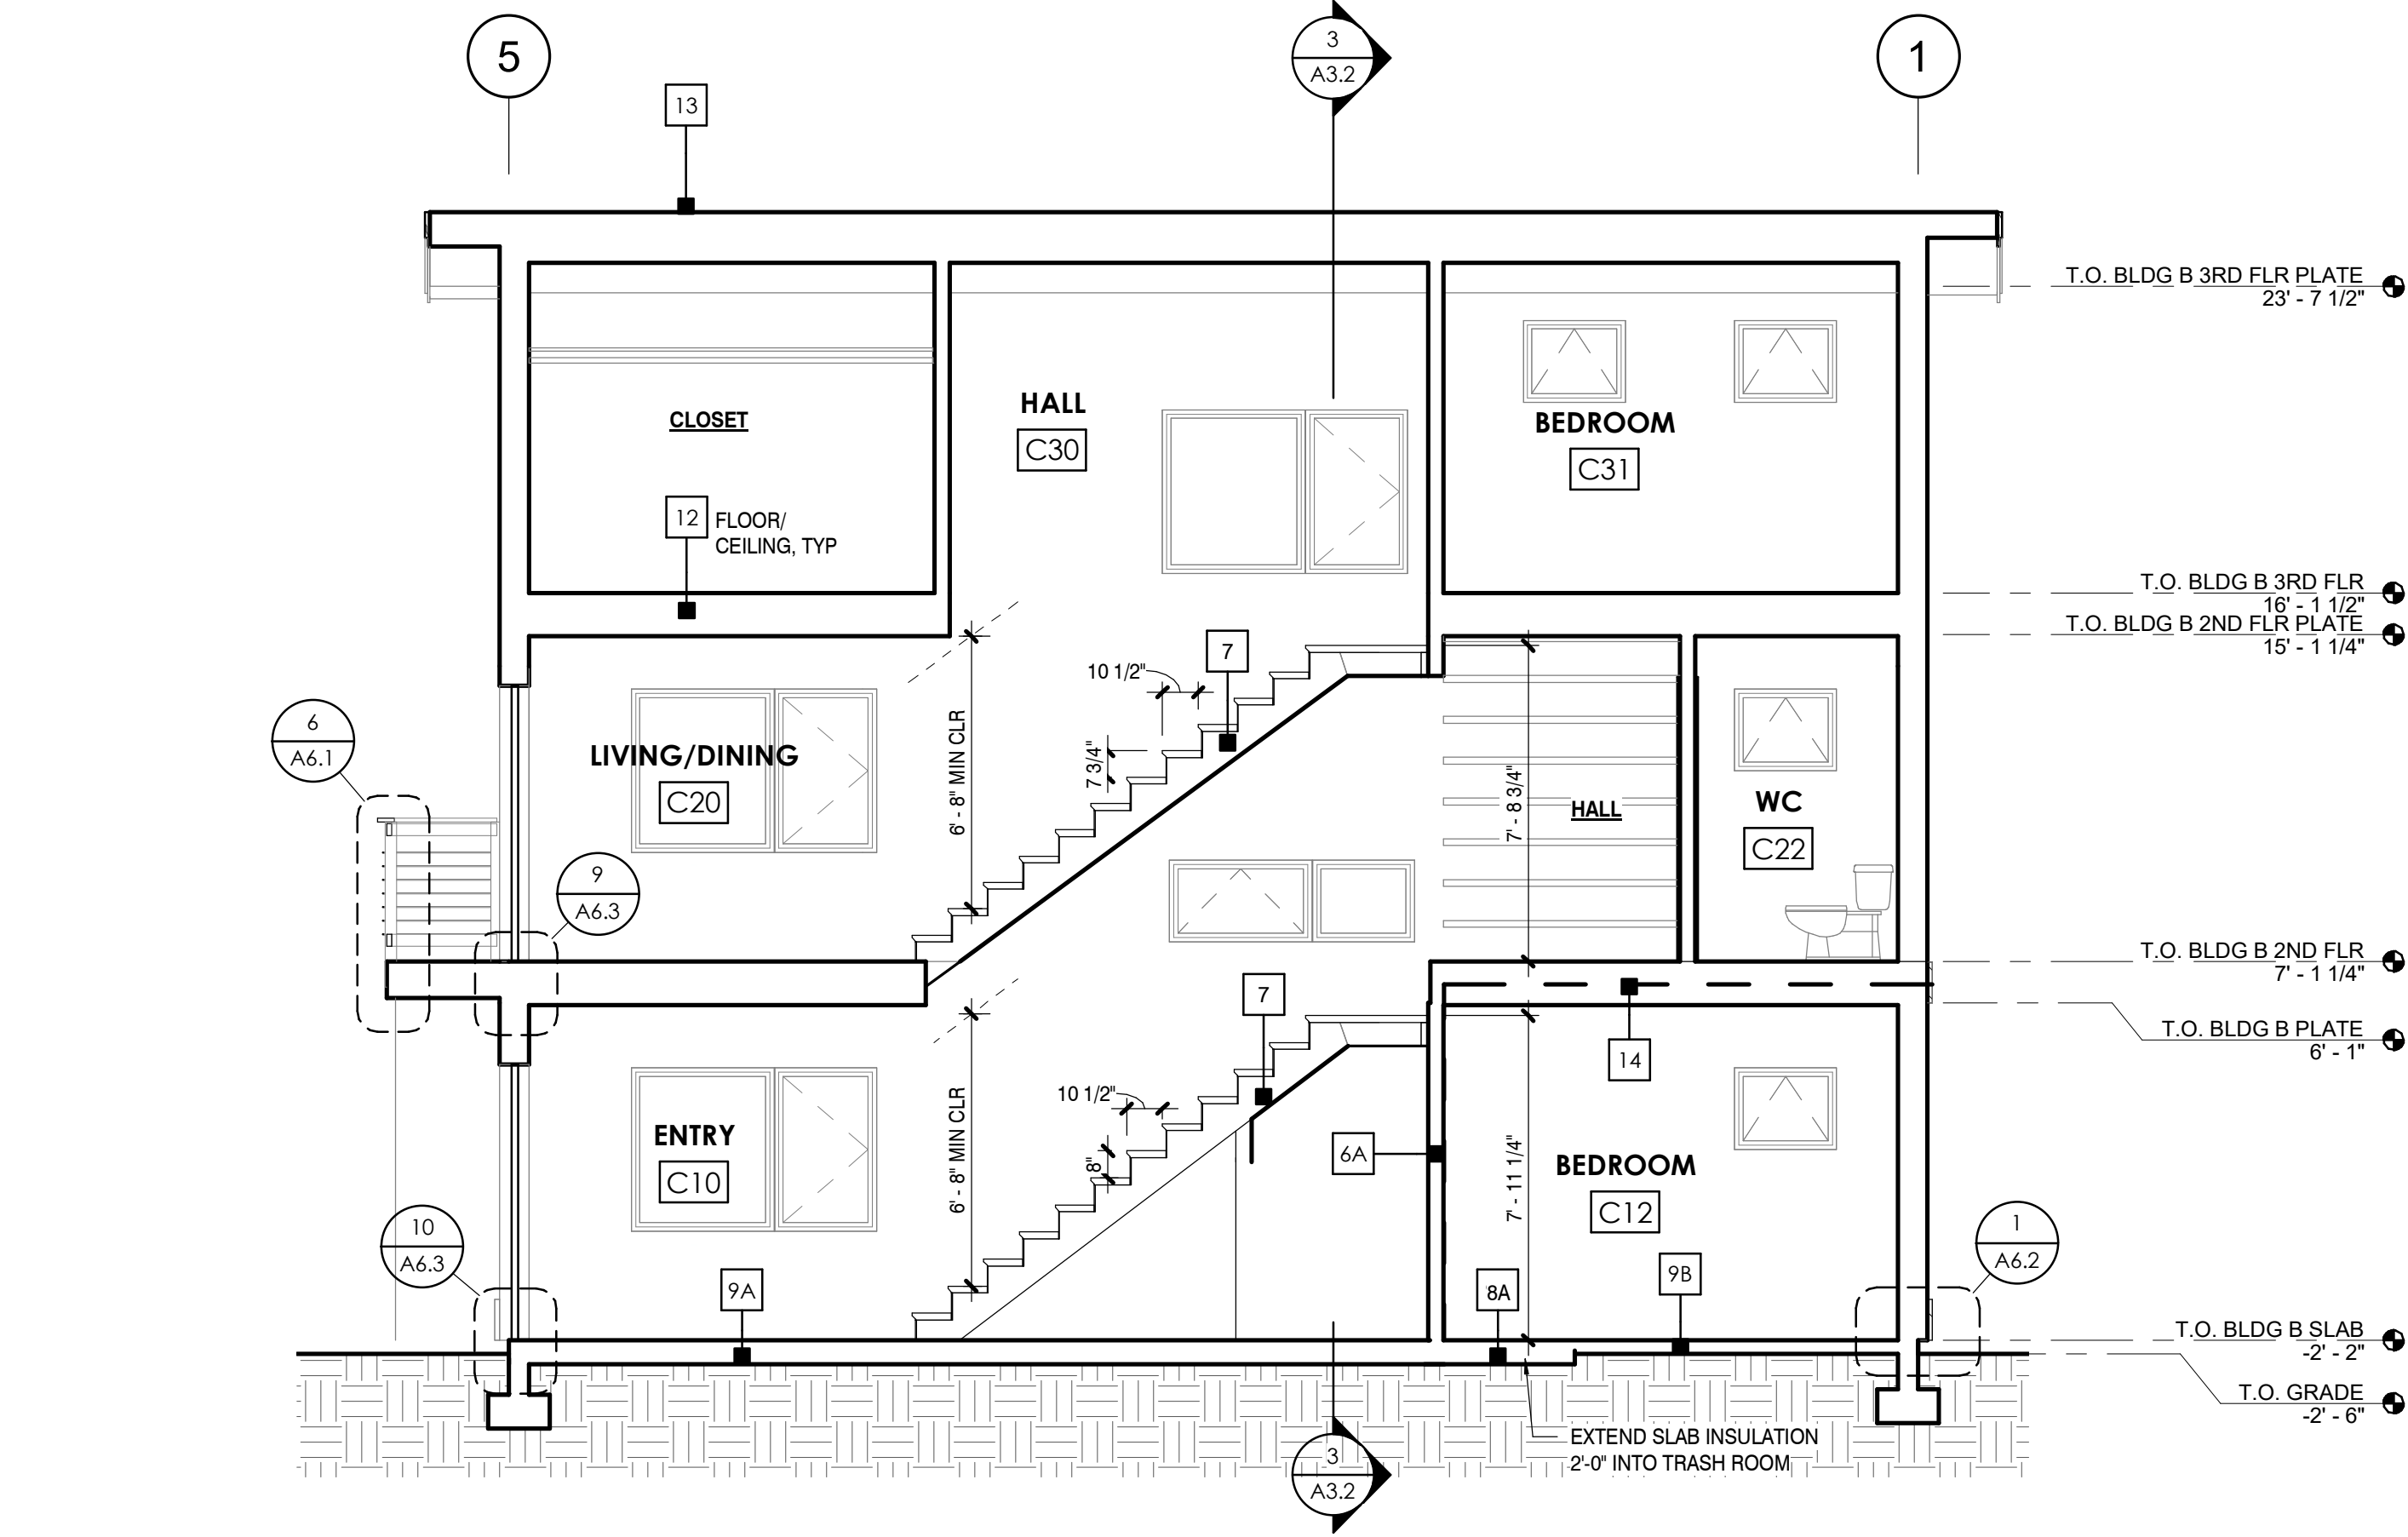 5
3
A3.2
1
13
T.O. BLDG B 3RD FLR PLATE
23' - 7 1/2"
HALL
C30
CLOSET
BEDROOM
C31
12
FLOOR/
CEILING, TYP
T.O. BLDG B 3RD FLR
16' - 1 1/2"
T.O. BLDG B 2ND FLR PLATE
15' - 1 1/4"
7
10 1/2"
6
A6.1
LIVING/DINING
C20
6' - 8" MIN CLR
7 3/4"
7' - 8 3/4"
HALL
WC
C22
9
A6.3
T.O. BLDG B 2ND FLR
7' - 1 1/4"
7
T.O. BLDG B PLATE
6' - 1"
14
10 1/2"
ENTRY
C10
6' - 8" MIN CLR
8"
6A
7' - 11 1/4"
BEDROOM
C12
10
A6.3
1
A6.2
9A
8A
9B
T.O. BLDG B SLAB
-2' - 2"
T.O. GRADE
-2' - 6"
EXTEND SLAB INSULATION
2'-0" INTO TRASH ROOM
3
A3.2